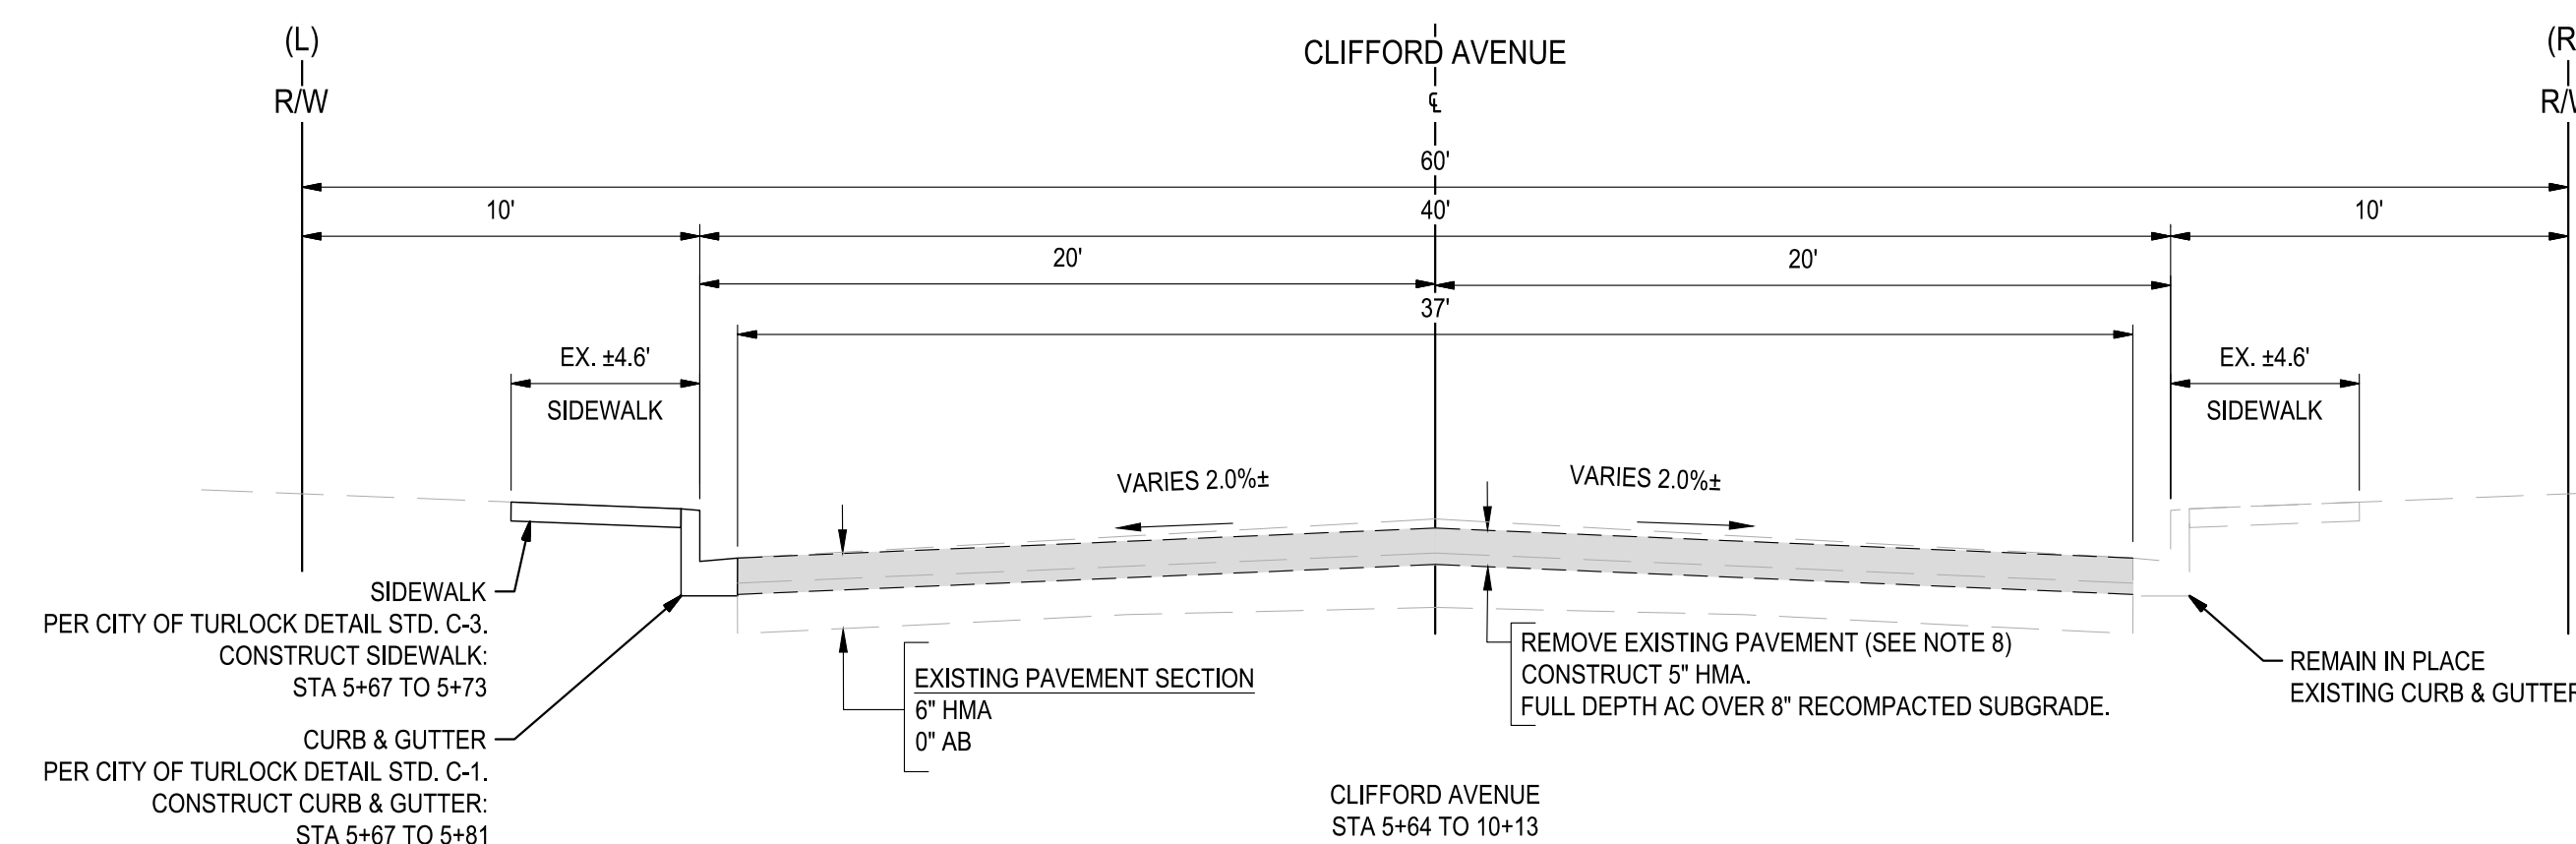 (L)
CLIFFORD AVENUE
(R
R/W
℄
R/W
60'
10'
40'
10'
20'
20'
37'
EX. ±4.6'
SIDEWALK
EX. ±4.6'
SIDEWALK
VARIES 2.0%±
VARIES 2.0%±
SIDEWALK
PER CITY OF TURLOCK DETAIL STD. C-3.
CONSTRUCT SIDEWALK:
STA 5+67 TO 5+73
CURB & GUTTER
PER CITY OF TURLOCK DETAIL STD. C-1.
CONSTRUCT CURB & GUTTER:
STA 5+67 TO 5+81
EXISTING PAVEMENT SECTION
6" HMA
0" AB
REMOVE EXISTING PAVEMENT (SEE NOTE 8)
CONSTRUCT 5" HMA.
FULL DEPTH AC OVER 8" RECOMPACTED SUBGRADE.
REMAIN IN PLACE
EXISTING CURB & GUTTER
CLIFFORD AVENUE
STA 5+64 TO 10+13